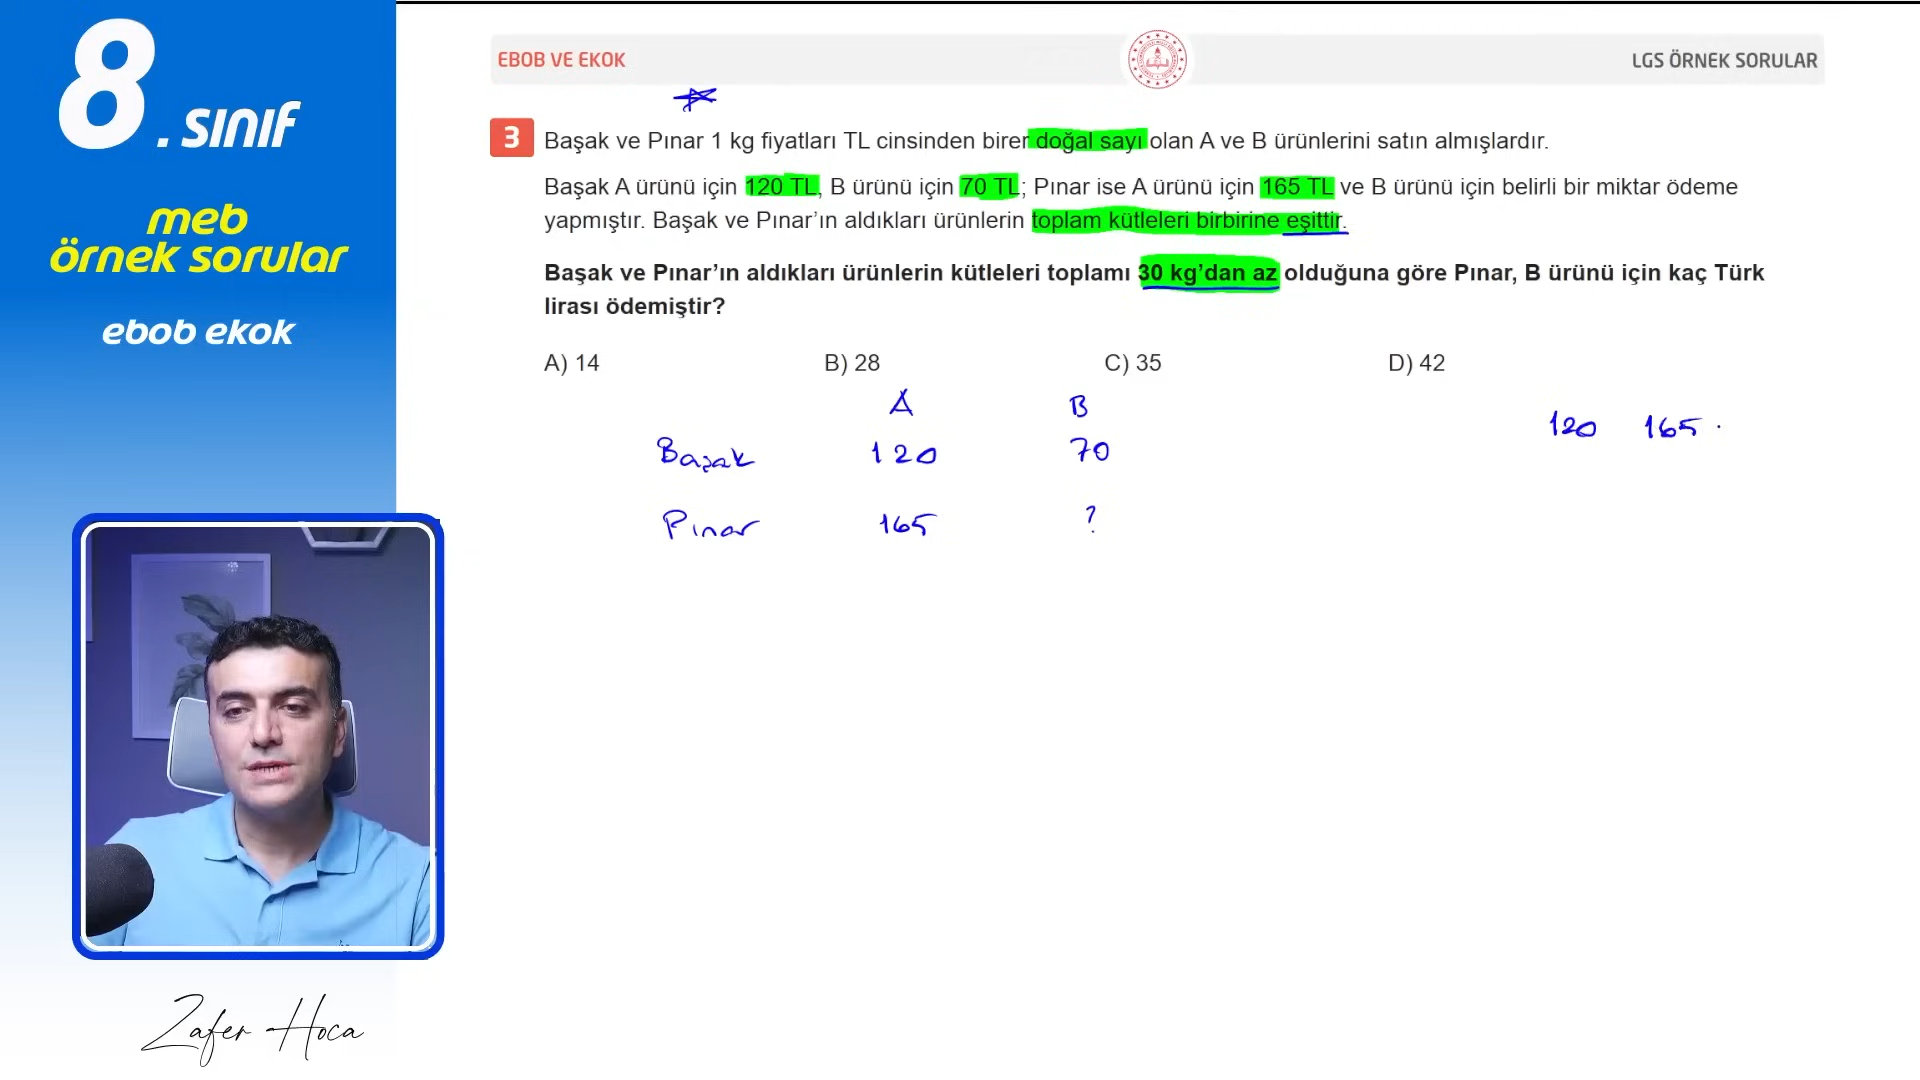 8. sınıf
meb
örnek sorular
ebob ekok
EBOB VE EKOK
LGS ÖRNEK SORULAR
3 Başak ve Pınar 1 kg fiyatları TL cinsinden birer doğal sayı olan A ve B ürünlerini satın almışlardır.
Başak A ürünü için 120 TL, B ürünü için 70 TL; Pınar ise A ürünü için 165 TL ve B ürünü için belirli bir miktar ödeme
yapmıştır. Başak ve Pınar’ın aldıkları ürünlerin toplam kütleleri birbirine eşittir.
Başak ve Pınar’ın aldıkları ürünlerin kütleleri toplamı 30 kg’dan az olduğuna göre Pınar, B ürünü için kaç Türk
lirası ödemiştir?
A) 14 B) 28 C) 35 D) 42
A B
120 165 .
Başak 120 70
Pınar 165 ?
Zafer Hoca